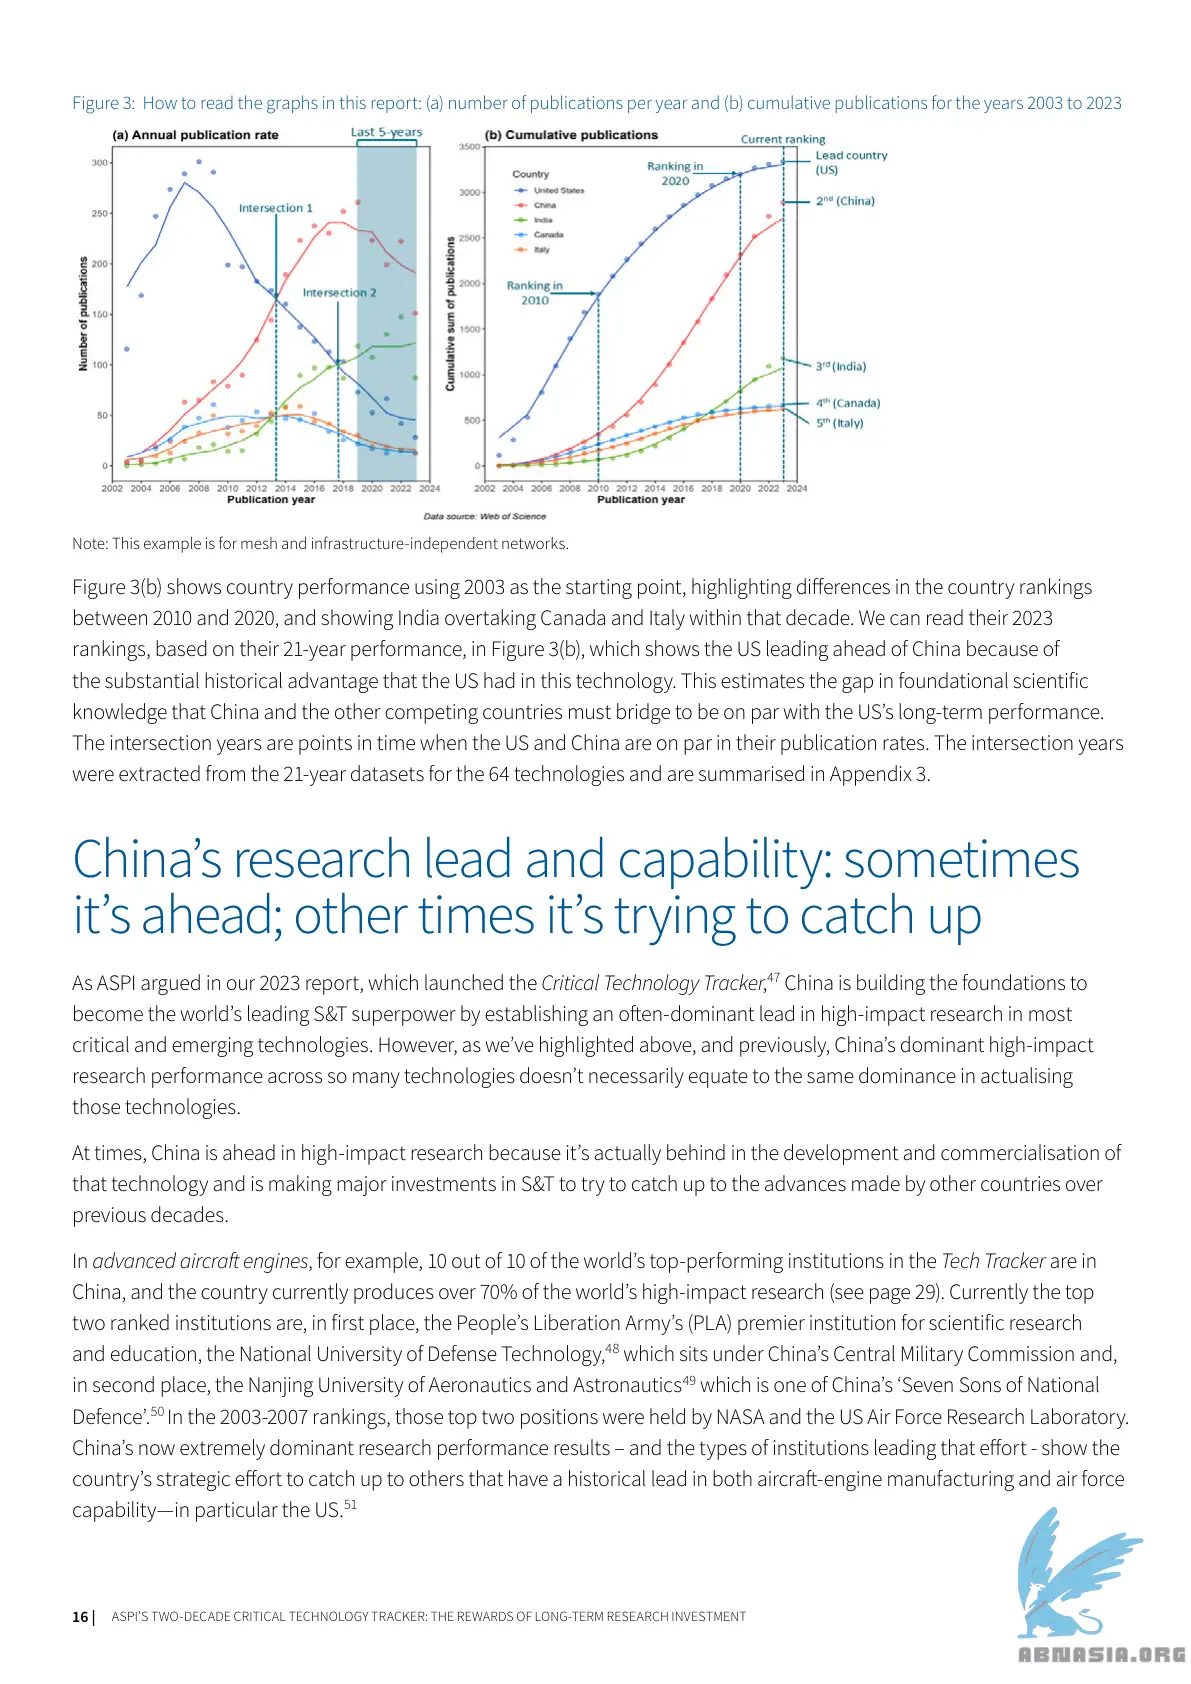 Figure 3:  How to read the graphs in this report: (a) number of publications per year and (b) cumulative publications for the years 2003 to 2023
(a) Annual publication rate
Last 5-years
300
250
200
150
100
50
0
Number of publications
Intersection 1
Intersection 2
2002 2004 2006 2008 2010 2012 2014 2016 2018 2020 2022 2024
Publication year
(b) Cumulative publications
Current ranking
3500
3000
2500
2000
1500
1000
500
0
Cumulative sum of publications
Country
United States
China
India
Canada
Italy
Ranking in
2020
Ranking in
2010
Lead country
(US)
2nd (China)
3rd (India)
4th (Canada)
5th (Italy)
2002 2004 2006 2008 2010 2012 2014 2016 2018 2020 2022 2024
Publication year
Data source: Web of Science
Note: This example is for mesh and infrastructure-independent networks.
Figure 3(b) shows country performance using 2003 as the starting point, highlighting differences in the country rankings
between 2010 and 2020, and showing India overtaking Canada and Italy within that decade. We can read their 2023
rankings, based on their 21-year performance, in Figure 3(b), which shows the US leading ahead of China because of
the substantial historical advantage that the US had in this technology. This estimates the gap in foundational scientific
knowledge that China and the other competing countries must bridge to be on par with the US’s long-term performance.
The intersection years are points in time when the US and China are on par in their publication rates. The intersection years
were extracted from the 21-year datasets for the 64 technologies and are summarised in Appendix 3.
China’s research lead and capability: sometimes
it’s ahead; other times it’s trying to catch up
As ASPI argued in our 2023 report, which launched the Critical Technology Tracker,47 China is building the foundations to
become the world’s leading S&T superpower by establishing an often-dominant lead in high-impact research in most
critical and emerging technologies. However, as we’ve highlighted above, and previously, China’s dominant high-impact
research performance across so many technologies doesn’t necessarily equate to the same dominance in actualising
those technologies.
At times, China is ahead in high-impact research because it’s actually behind in the development and commercialisation of
that technology and is making major investments in S&T to try to catch up to the advances made by other countries over
previous decades.
In advanced aircraft engines, for example, 10 out of 10 of the world’s top-performing institutions in the Tech Tracker are in
China, and the country currently produces over 70% of the world’s high-impact research (see page 29). Currently the top
two ranked institutions are, in first place, the People’s Liberation Army’s (PLA) premier institution for scientific research
and education, the National University of Defense Technology,48 which sits under China’s Central Military Commission and,
in second place, the Nanjing University of Aeronautics and Astronautics49 which is one of China’s ‘Seven Sons of National
Defence’.50 In the 2003-2007 rankings, those top two positions were held by NASA and the US Air Force Research Laboratory.
China’s now extremely dominant research performance results – and the types of institutions leading that effort - show the
country’s strategic effort to catch up to others that have a historical lead in both aircraft-engine manufacturing and air force
capability—in particular the US.51
16 | ASPI’S TWO-DECADE CRITICAL TECHNOLOGY TRACKER: THE REWARDS OF LONG-TERM RESEARCH INVESTMENT
ABNASIA.ORG